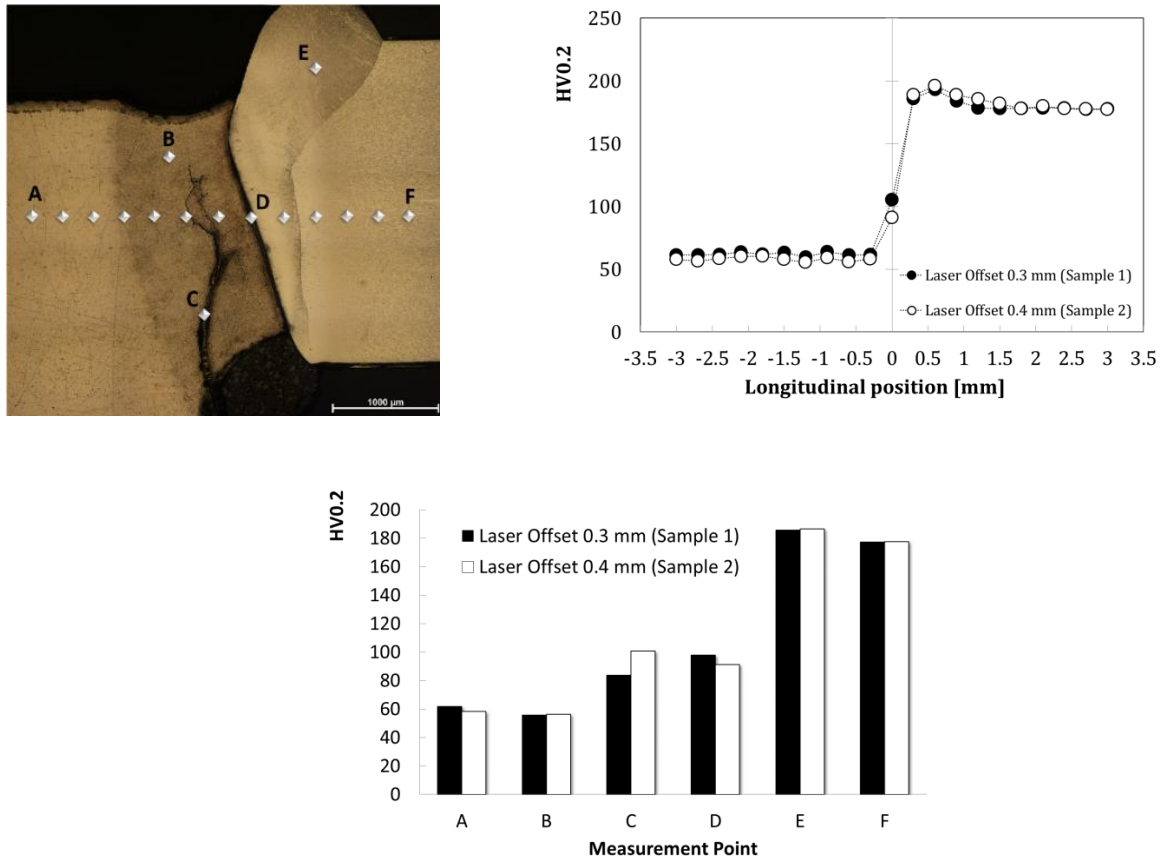 E
B
A
D
F
C
1000 µm
HV0.2
250
200
150
100
50
0
Laser Offset 0.3 mm (Sample 1)
Laser Offset 0.4 mm (Sample 2)
-3.5 -3 -2.5 -2 -1.5 -1 -0.5 0 0.5 1 1.5 2 2.5 3 3.5
Longitudinal position [mm]
HV0.2
200
180
160
140
120
100
80
60
40
20
0
Laser Offset 0.3 mm (Sample 1)
Laser Offset 0.4 mm (Sample 2)
A B C D E F
Measurement Point